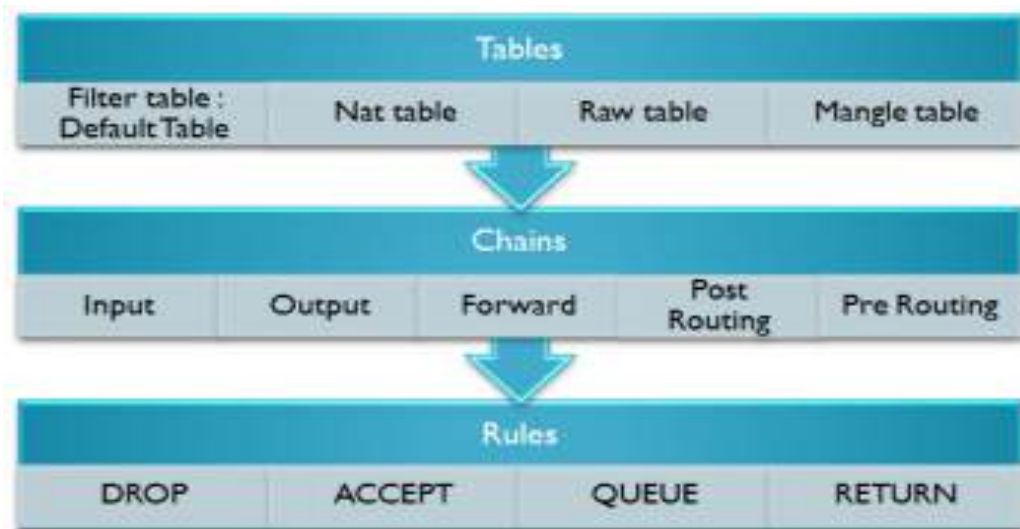 Tables
Filter table :
Default Table
Nat table
Raw table
Mangle table
Chains
Input
Output
Forward
Post
Routing
Pre Routing
Rules
DROP
ACCEPT
QUEUE
RETURN